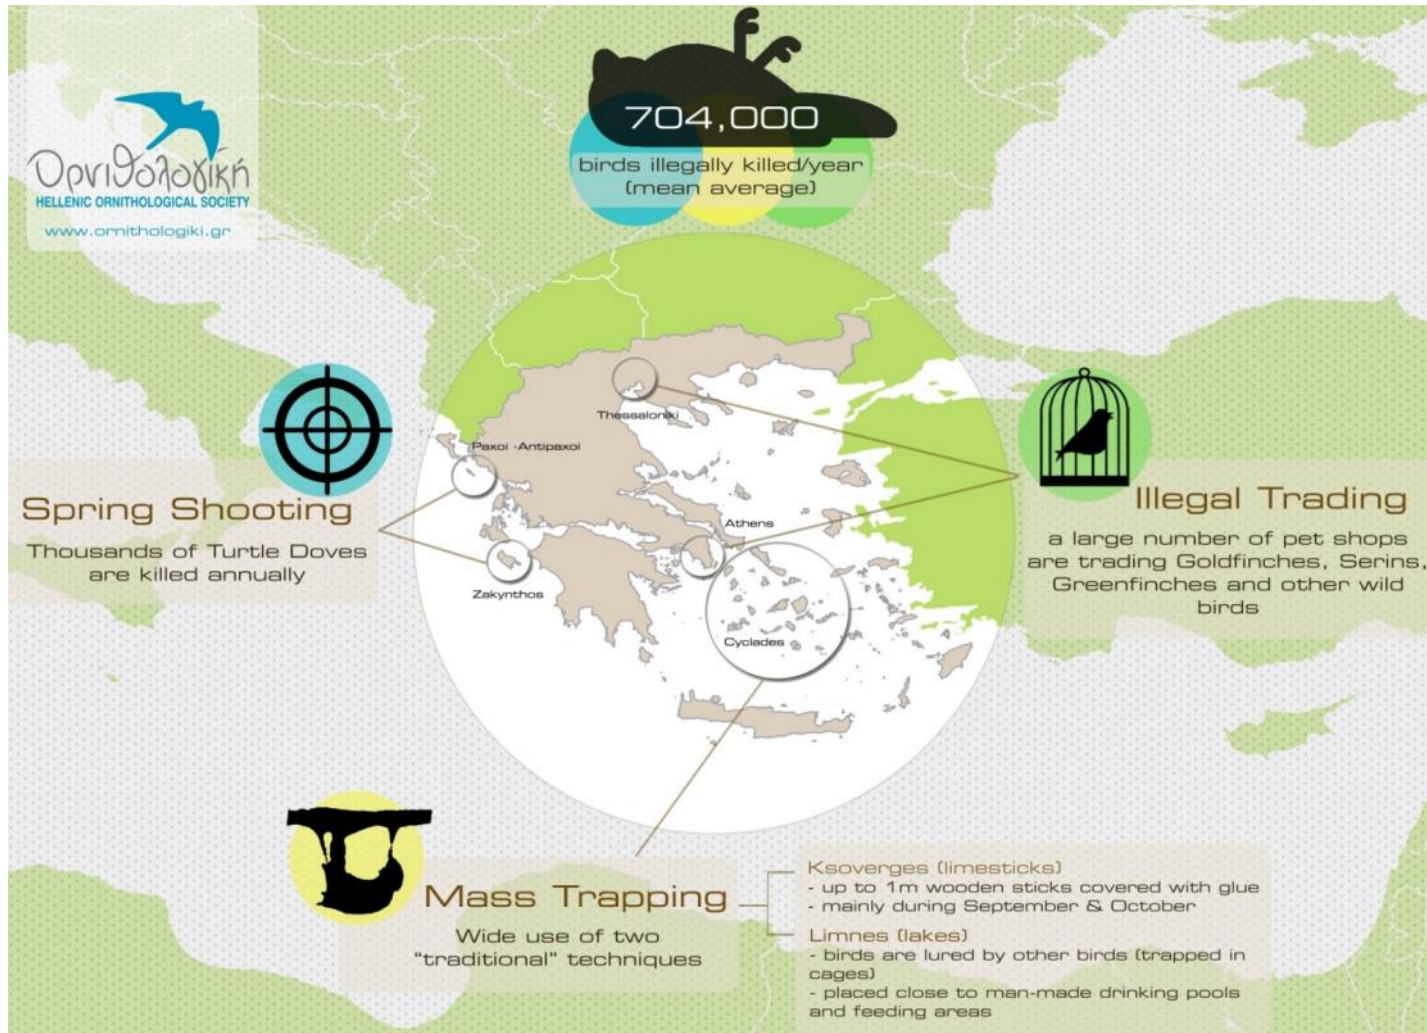 Ορνιθολογική
HELLENIC ORNITHOLOGICAL SOCIETY
www.ornithologiki.gr
704,000
birds illegally killed/year
(mean average)
Thessaloniki
Paxoi -Antipaxoi
Athens
Zakynthos
Cyclades
Spring Shooting
Thousands of Turtle Doves
are killed annually
Illegal Trading
a large number of pet shops
are trading Goldfinches, Serins,
Greenfinches and other wild
birds
Mass Trapping
Wide use of two
"traditional" techniques
Ksoverges (limesticks)
- up to 1m wooden sticks covered with glue
- mainly during September & October
Limnes (lakes)
- birds are lured by other birds (trapped in
cages)
- placed close to man-made drinking pools
and feeding areas